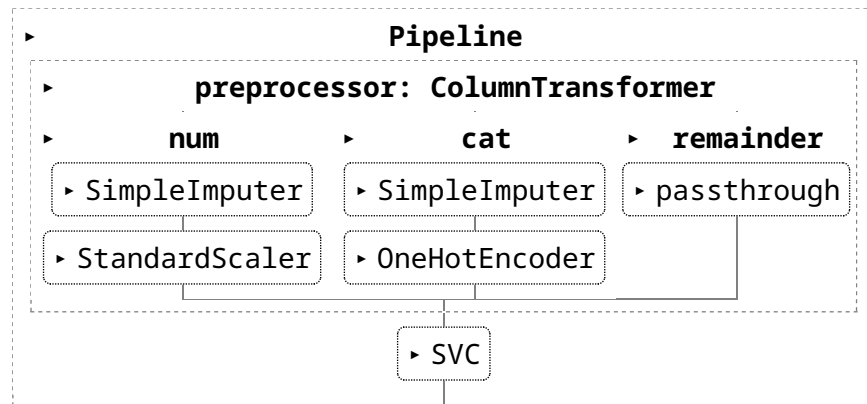 ▸ Pipeline
▸ preprocessor: ColumnTransformer
▸ num ▸ cat ▸ remainder
▸ SimpleImputer ▸ SimpleImputer ▸ passthrough
▸ StandardScaler ▸ OneHotEncoder
▸ SVC